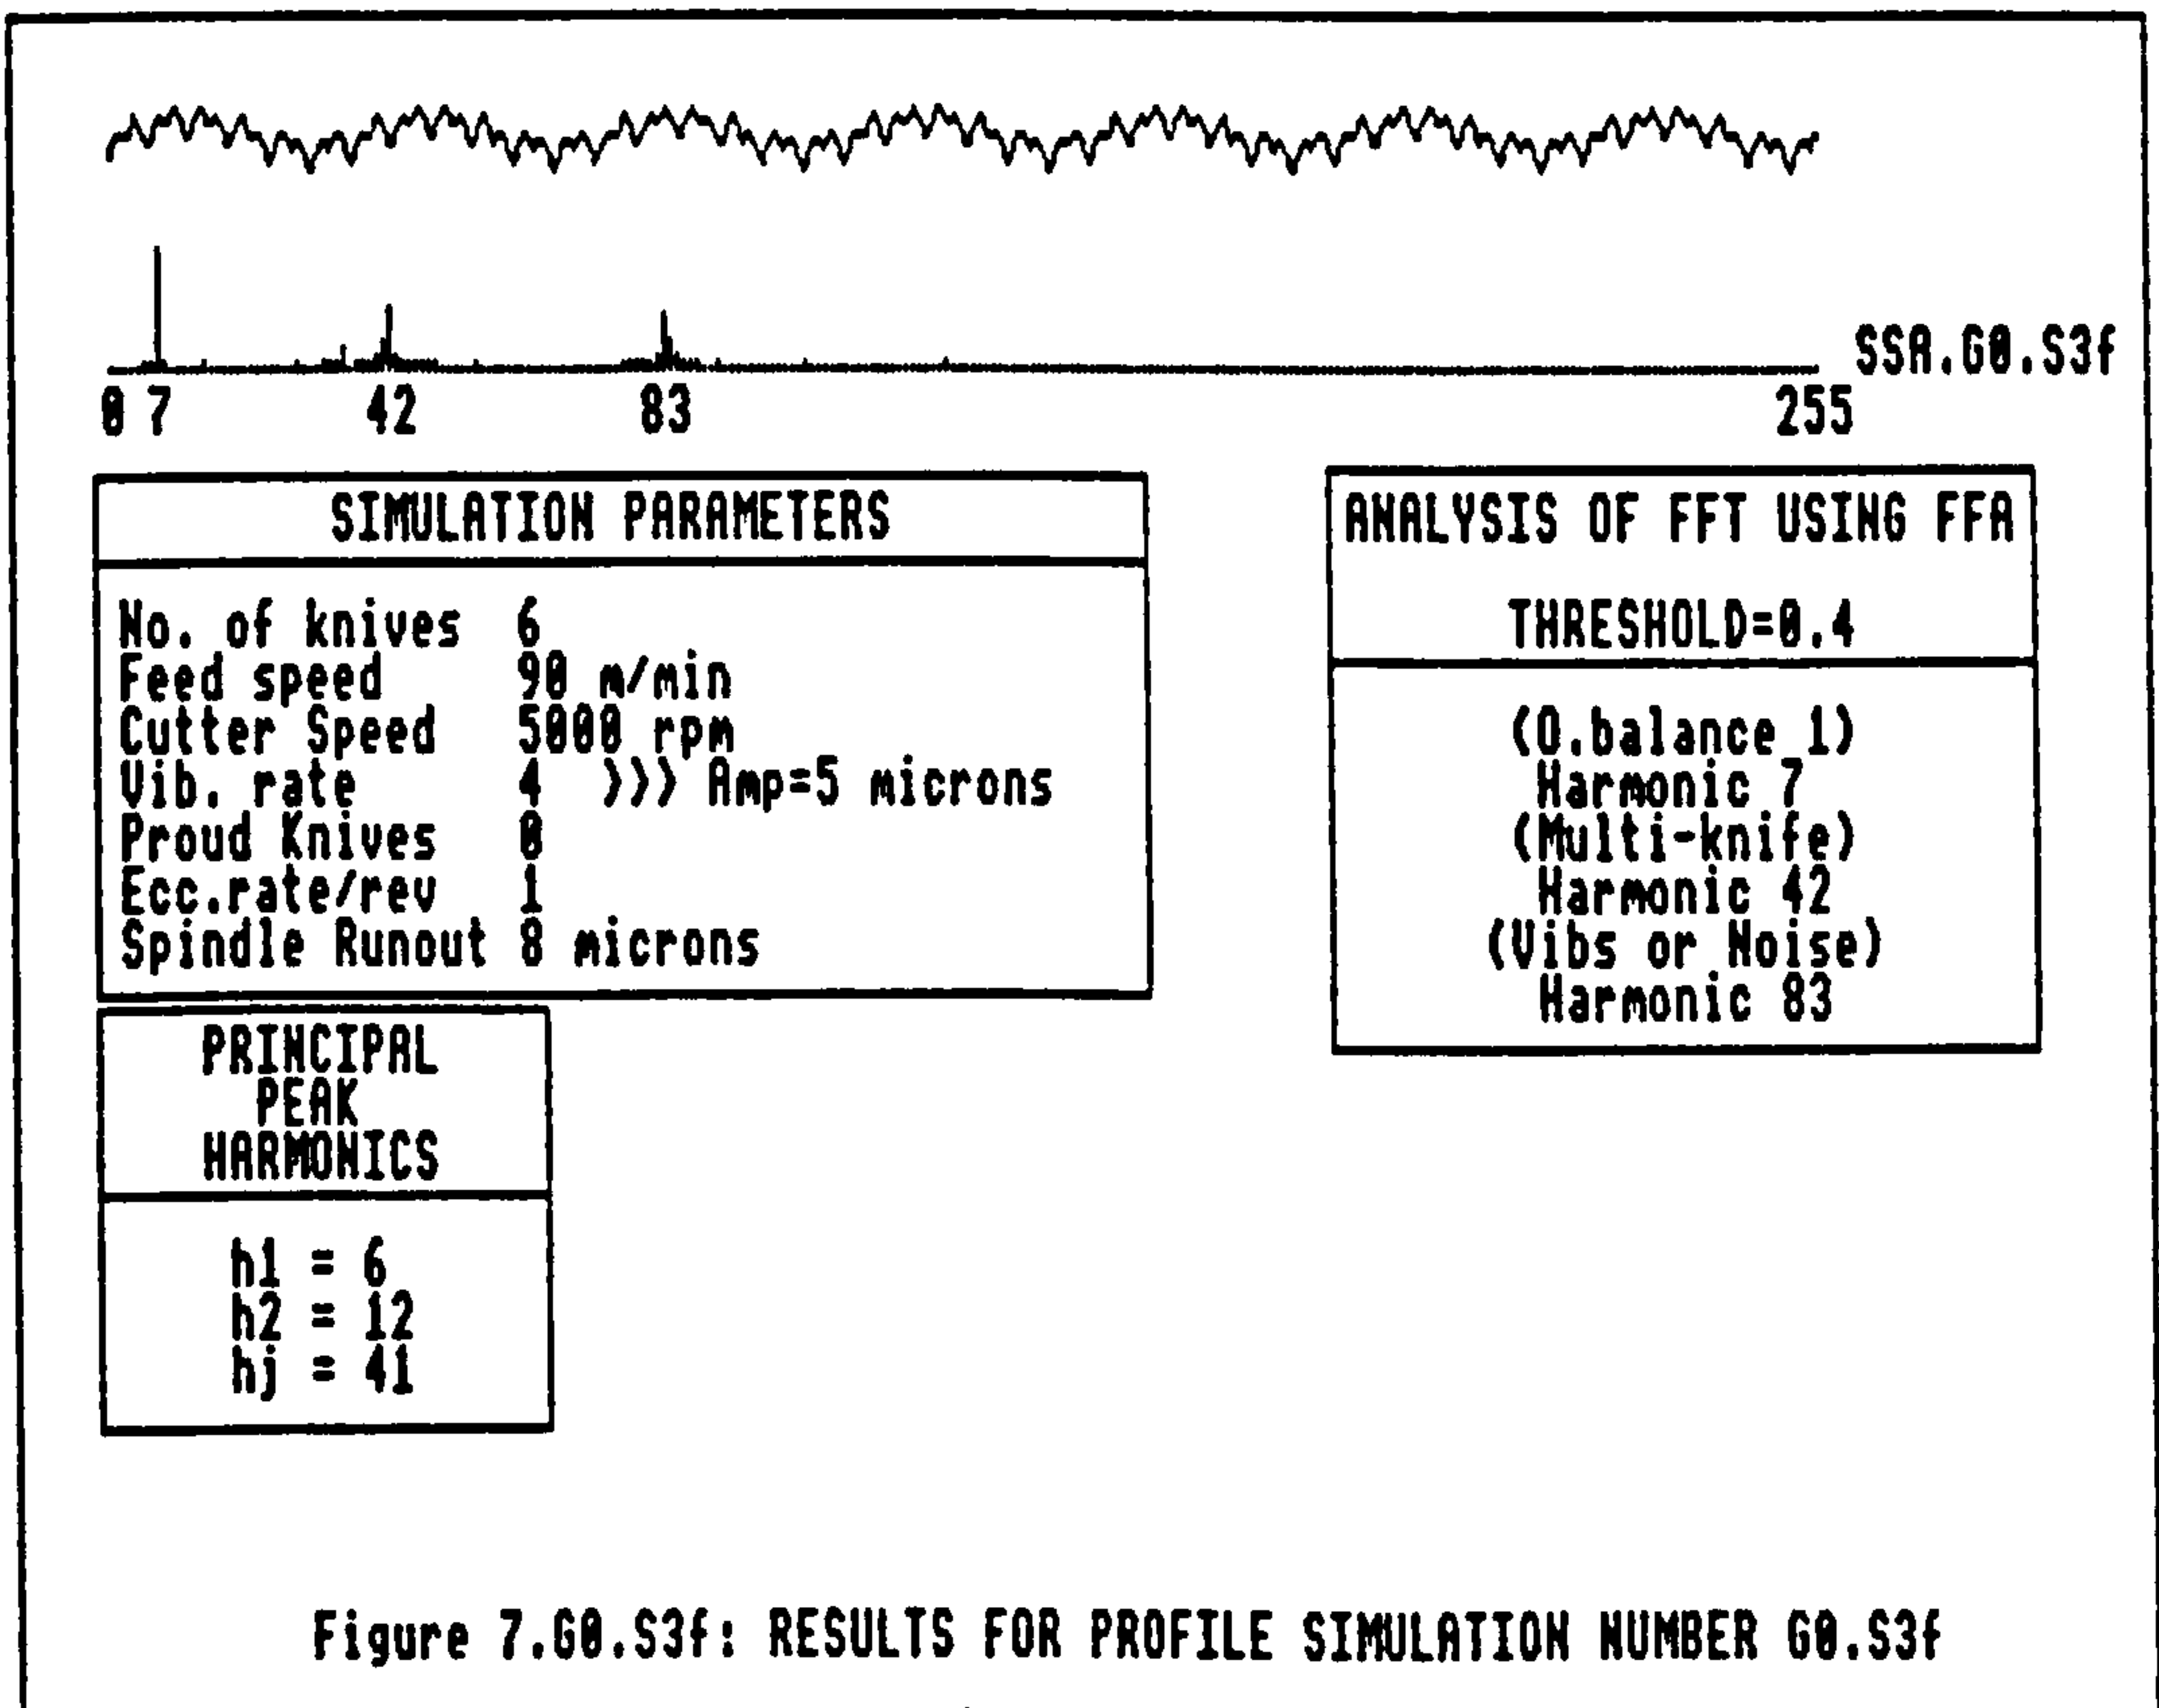 SSA.G0.S3f
0 7 42 83 255
SIMULATION PARAMETERS
No. of knives 6
Feed speed 90 m/min
Cutter Speed 5000 rpm
Vib. rate 4 >>> Amp=5 microns
Proud Knives 0
Ecc.rate/rev 1
Spindle Runout 8 microns
ANALYSIS OF FFT USING FFA
THRESHOLD=0.4
(O.balance 1)
Harmonic 7
(Multi-knife)
Harmonic 42
(Vibs or Noise)
Harmonic 83
PRINCIPAL
PEAK
HARMONICS
h1 = 6
h2 = 12
hj = 41
Figure 7.G0.S3f: RESULTS FOR PROFILE SIMULATION NUMBER G0.S3f